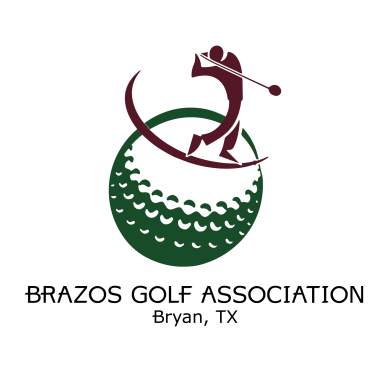 BRAZOS GOLF ASSOCIATION
Bryan, TX